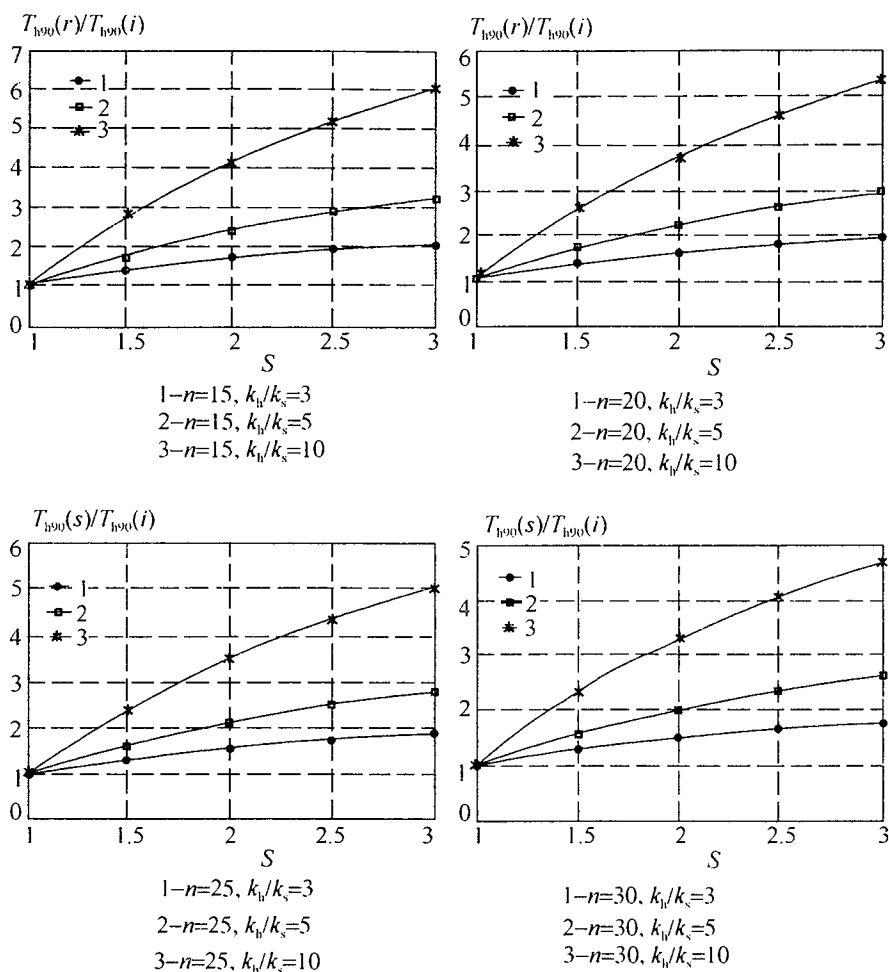 T_h90(r)/T_h90(i)
7
6
5
4
3
2
1
0
1
2
3
1 1.5 2 2.5 3
S
1–n=15, k_h/k_s=3
2–n=15, k_h/k_s=5
3–n=15, k_h/k_s=10
T_h90(r)/T_h90(i)
6
5
4
3
2
1
0
1
2
3
1 1.5 2 2.5 3
S
1–n=20, k_h/k_s=3
2–n=20, k_h/k_s=5
3–n=20, k_h/k_s=10
T_h90(s)/T_h90(i)
6
5
4
3
2
1
0
1
2
3
1 1.5 2 2.5 3
S
1–n=25, k_h/k_s=3
2–n=25, k_h/k_s=5
3–n=25, k_h/k_s=10
T_h90(s)/T_h90(i)
5
4
3
2
1
0
1
2
3
1 1.5 2 2.5 3
S
1–n=30, k_h/k_s=3
2–n=30, k_h/k_s=5
3–n=30, k_h/k_s=10